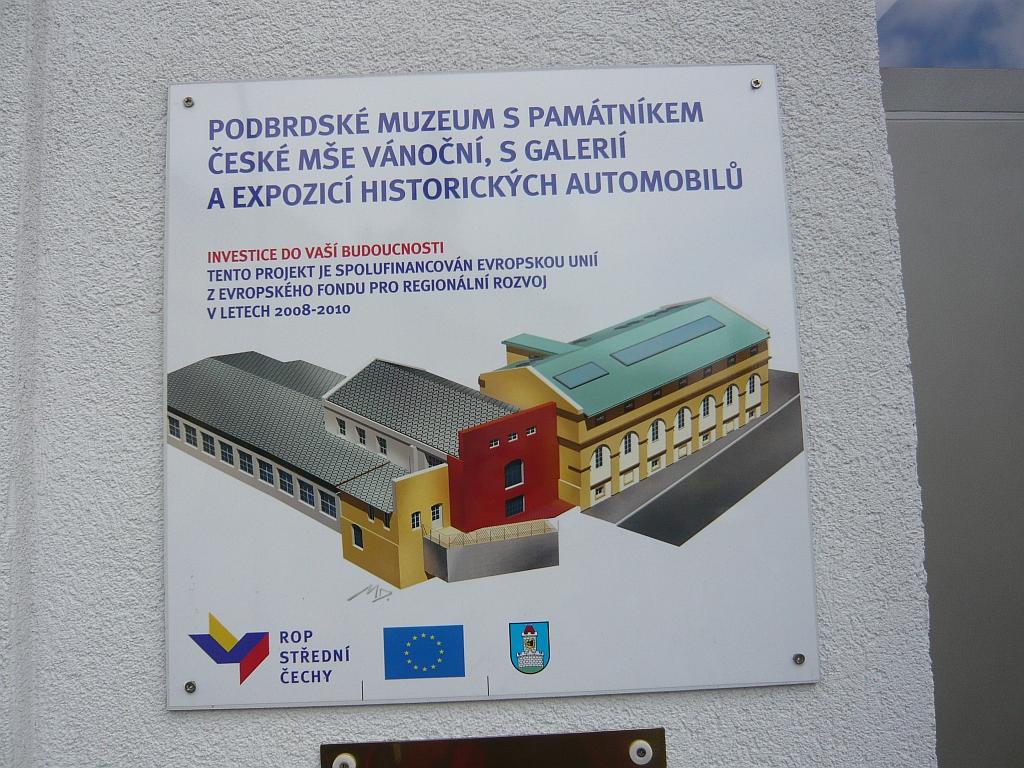 PODBRDSKÉ MUZEUM S PAMÁTNÍKEM
ČESKÉ MŠE VÁNOČNÍ, S GALERIÍ
A EXPOZICÍ HISTORICKÝCH AUTOMOBILŮ
INVESTICE DO VAŠÍ BUDOUCNOSTI
TENTO PROJEKT JE SPOLUFINANCOVÁN EVROPSKOU UNIÍ
Z EVROPSKÉHO FONDU PRO REGIONÁLNÍ ROZVOJ
V LETECH 2008-2010
MD.
ROP
STŘEDNÍ
ČECHY